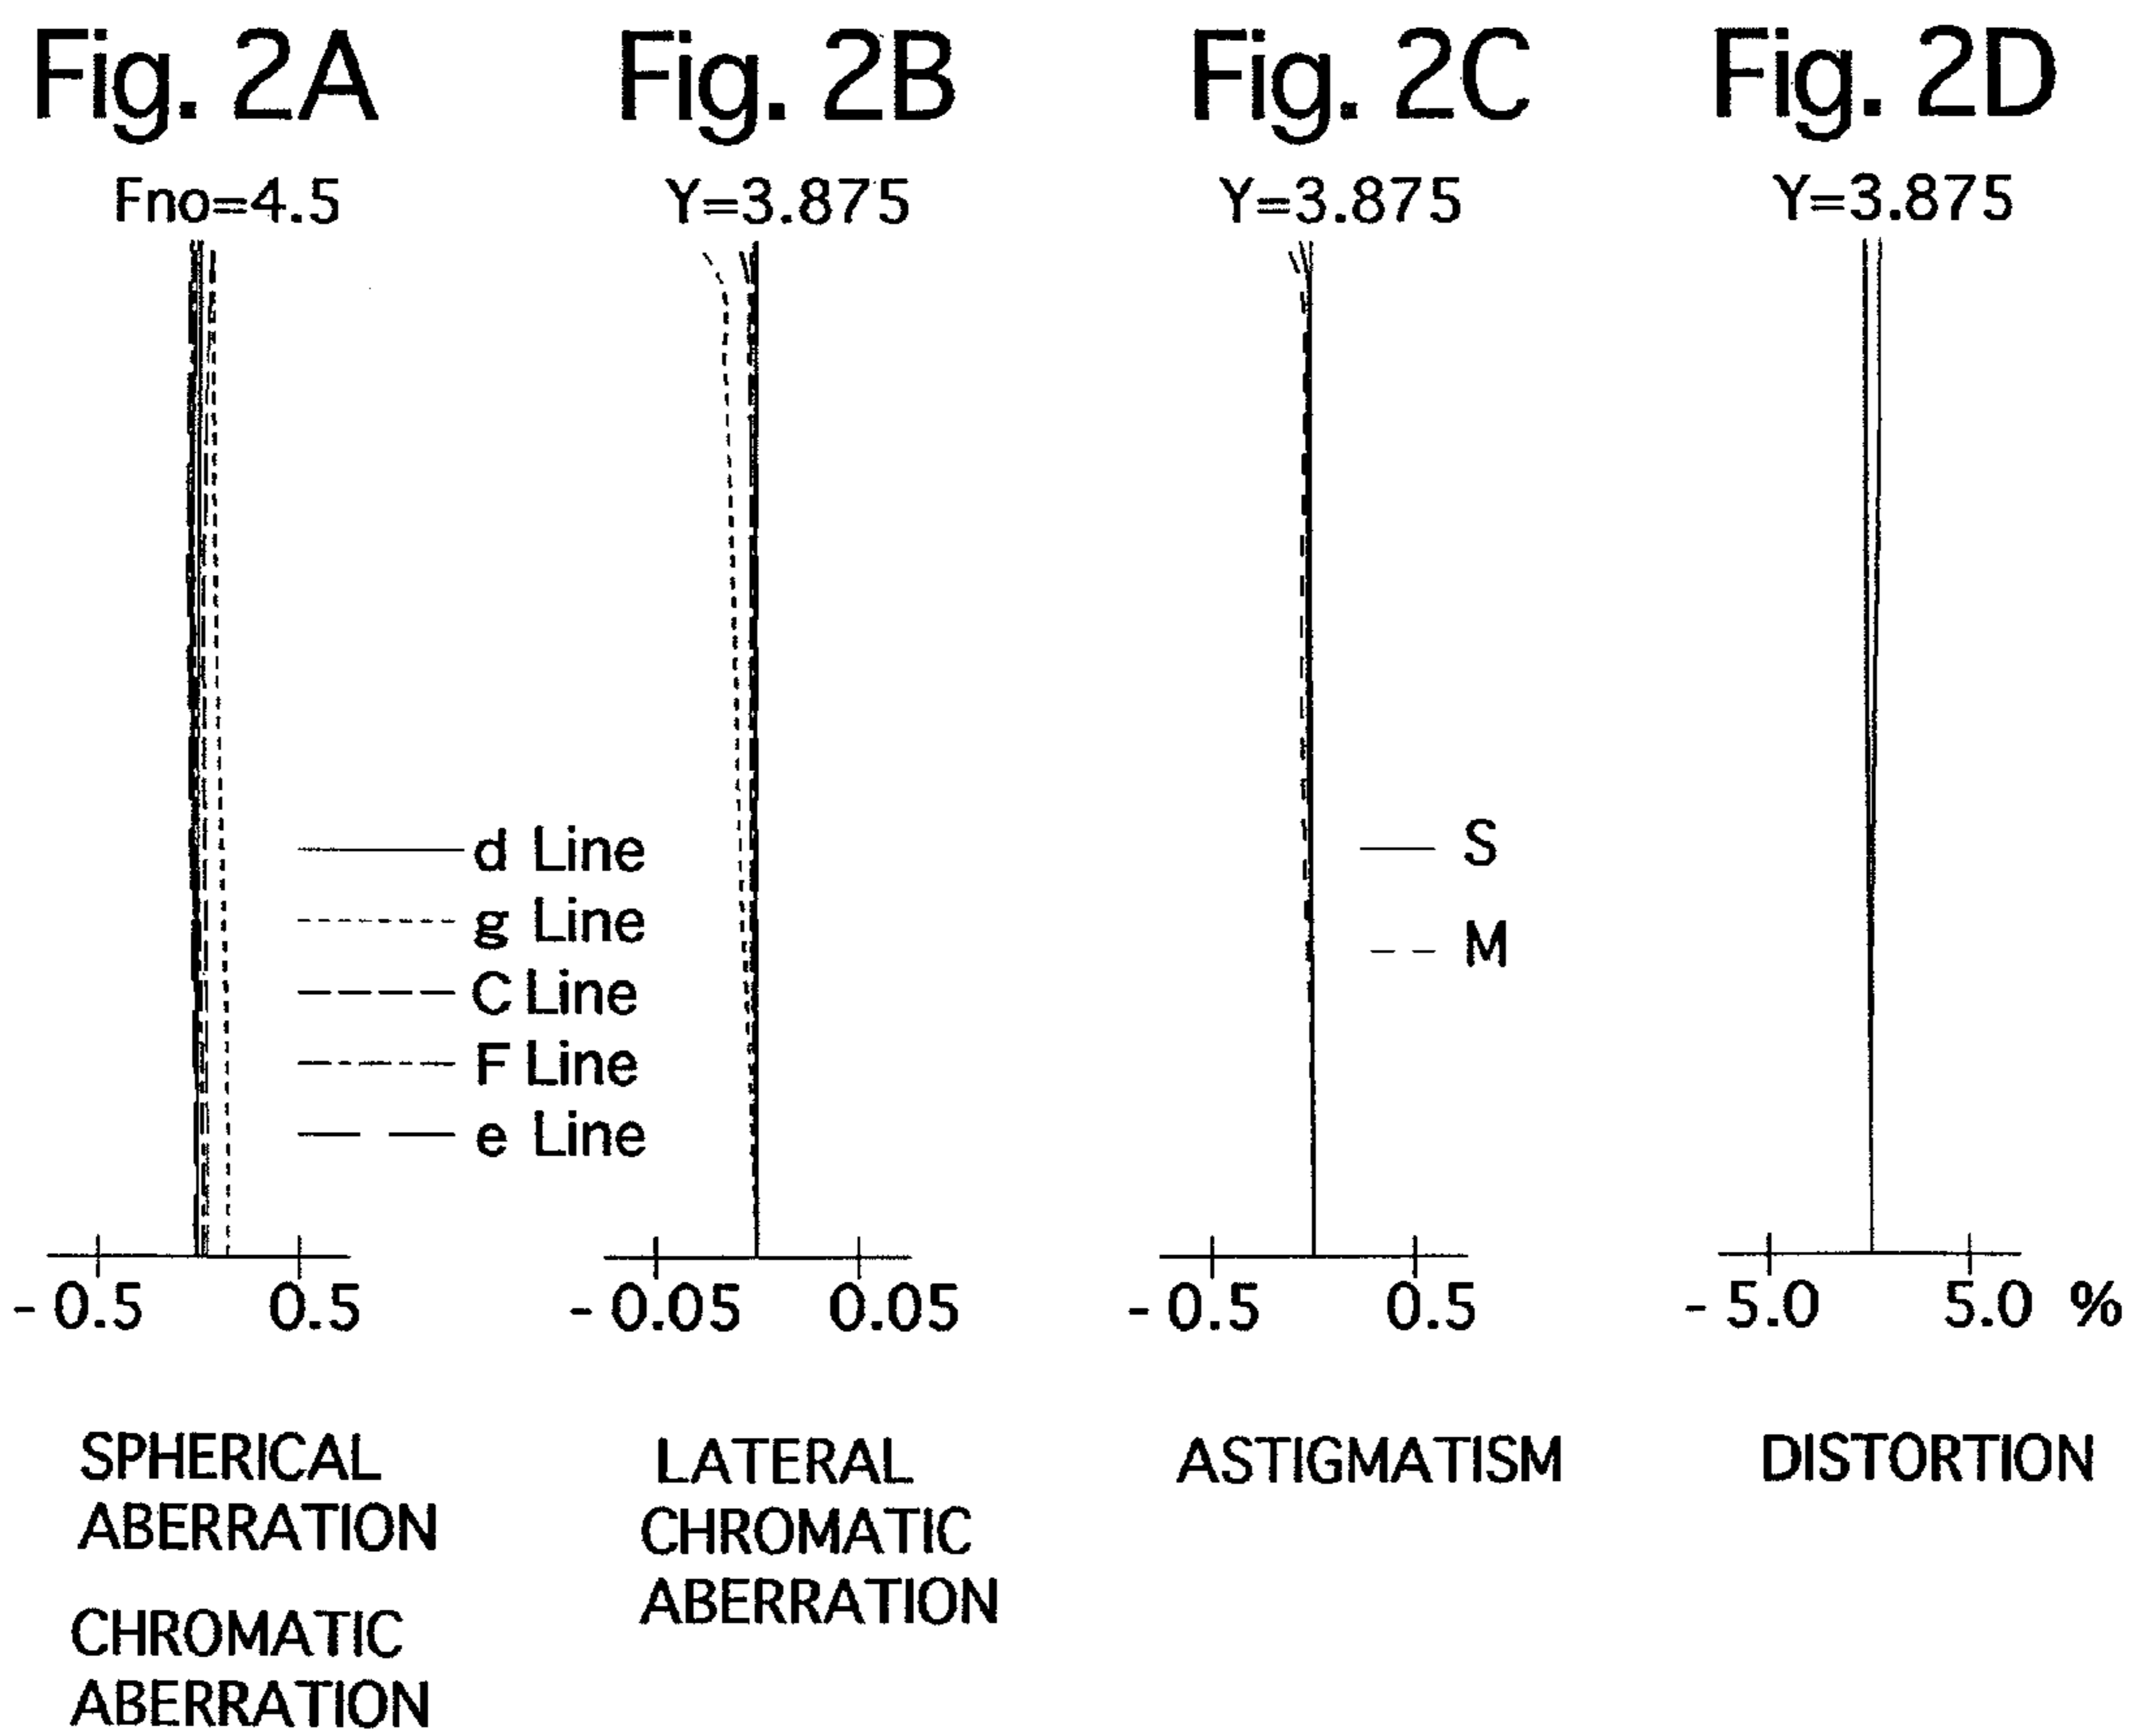 Fig. 2A
Fno=4.5
d Line
g Line
C Line
F Line
e Line
-0.5 0.5
SPHERICAL
ABERRATION
CHROMATIC
ABERRATION
Fig. 2B
Y=3.875
-0.05 0.05
LATERAL
CHROMATIC
ABERRATION
Fig. 2C
Y=3.875
S
M
-0.5 0.5
ASTIGMATISM
Fig. 2D
Y=3.875
-5.0 5.0 %
DISTORTION